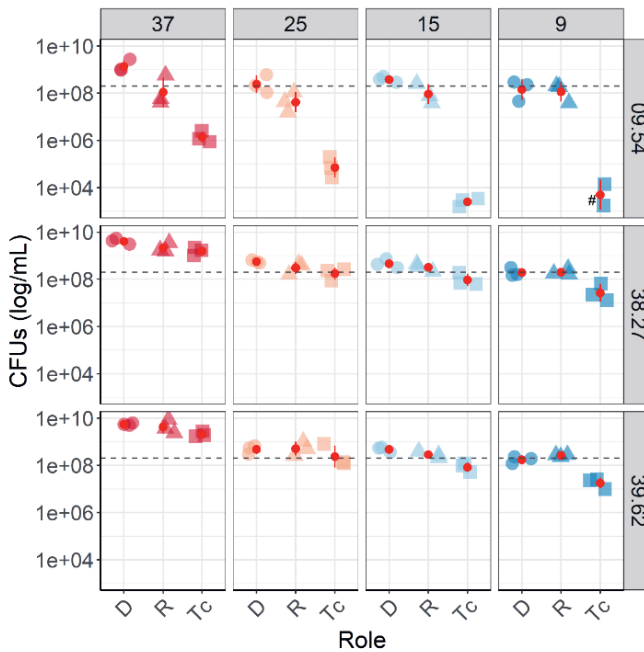 37 25 15 9
CFUs (log/mL)
1e+10
1e+08
1e+06
1e+04
#
09.54
1e+10
1e+08
1e+06
1e+04
38.27
1e+10
1e+08
1e+06
1e+04
39.62
D R Tc D R Tc D R Tc D R Tc
Role